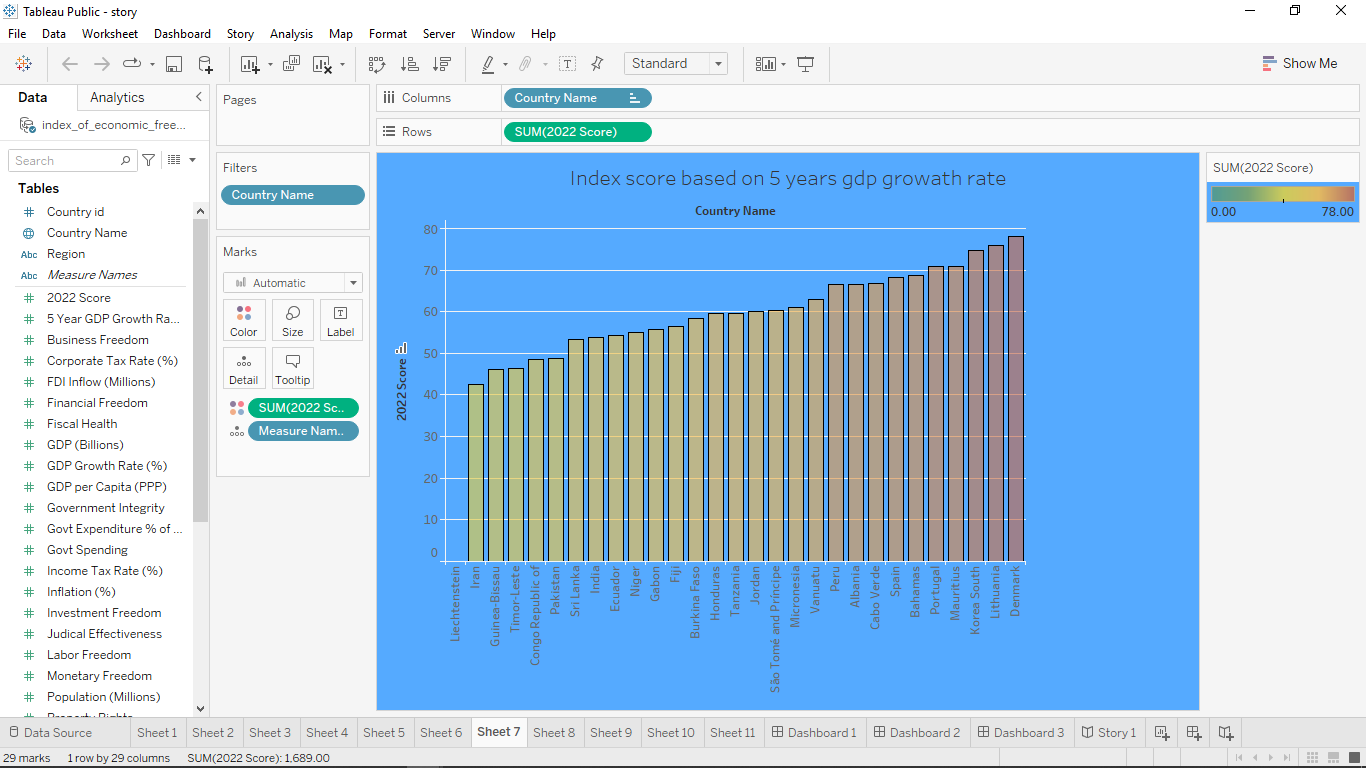 Tableau Public - story
File Data Worksheet Dashboard Story Analysis Map Format Server Window Help
Standard
Show Me
Data Analytics
index_of_economic_free...
Search
Tables
Country id
Country Name
Abc Region
Abc Measure Names
2022 Score
5 Year GDP Growth Ra...
Business Freedom
Corporate Tax Rate (%)
FDI Inflow (Millions)
Financial Freedom
Fiscal Health
GDP (Billions)
GDP Growth Rate (%)
GDP per Capita (PPP)
Government Integrity
Govt Expenditure % of ...
Govt Spending
Income Tax Rate (%)
Inflation (%)
Investment Freedom
Judical Effectiveness
Labor Freedom
Monetary Freedom
Population (Millions)
Property Rights
Pages
Filters
Country Name
Marks
Automatic
Color Size Label
Detail Tooltip
SUM(2022 Sc..
Measure Nam..
Columns Country Name
Rows SUM(2022 Score)
Index score based on 5 years gdp growath rate
Country Name
2022 Score
80
70
60
50
40
30
20
10
0
Liechtenstein
Iran
Guinea-Bissau
Timor-Leste
Congo Republic of
Pakistan
Sri Lanka
India
Ecuador
Niger
Gabon
Fiji
Burkina Faso
Honduras
Tanzania
Jordan
São Tomé and Príncipe
Micronesia
Vanuatu
Peru
Albania
Cabo Verde
Spain
Bahamas
Portugal
Mauritius
Korea South
Lithuania
Denmark
SUM(2022 Score)
0.00 78.00
Data Source Sheet 1 Sheet 2 Sheet 3 Sheet 4 Sheet 5 Sheet 6 Sheet 7 Sheet 8 Sheet 9 Sheet 10 Sheet 11 Dashboard 1 Dashboard 2 Dashboard 3 Story 1
29 marks 1 row by 29 columns SUM(2022 Score): 1,689.00